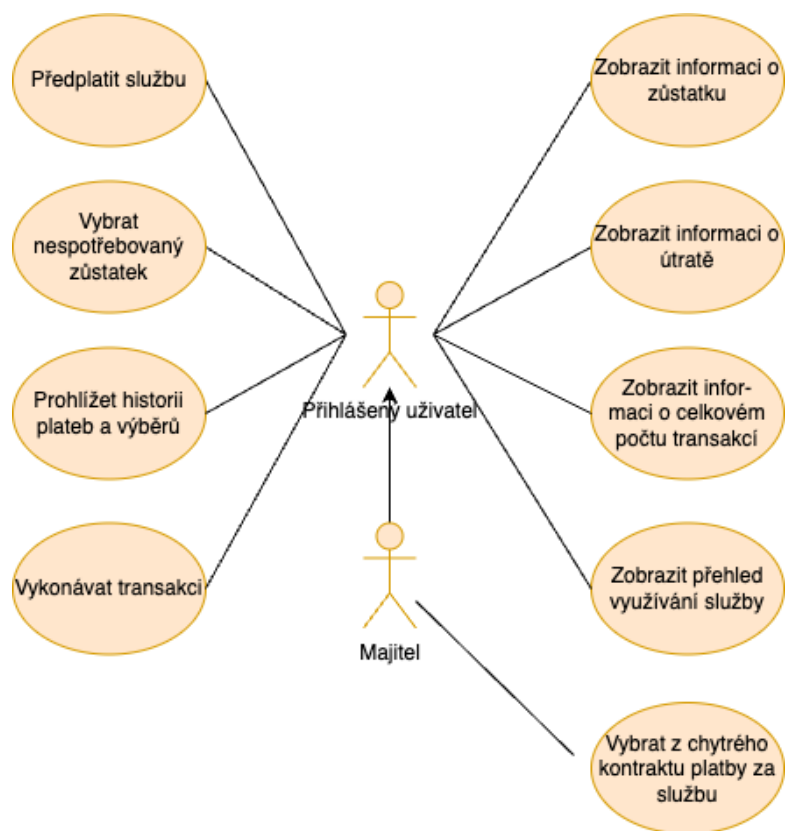 Předplatit službu
Vybrat
nespotřebovaný
zůstatek
Prohlížet historii
plateb a výběrů
Vykonávat transakci
Přihlášený uživatel
Majitel
Zobrazit informaci o
zůstatku
Zobrazit informaci o
útratě
Zobrazit infor-
maci o celkovém
počtu transakcí
Zobrazit přehled
využívání služby
Vybrat z chytrého
kontraktu platby za
službu